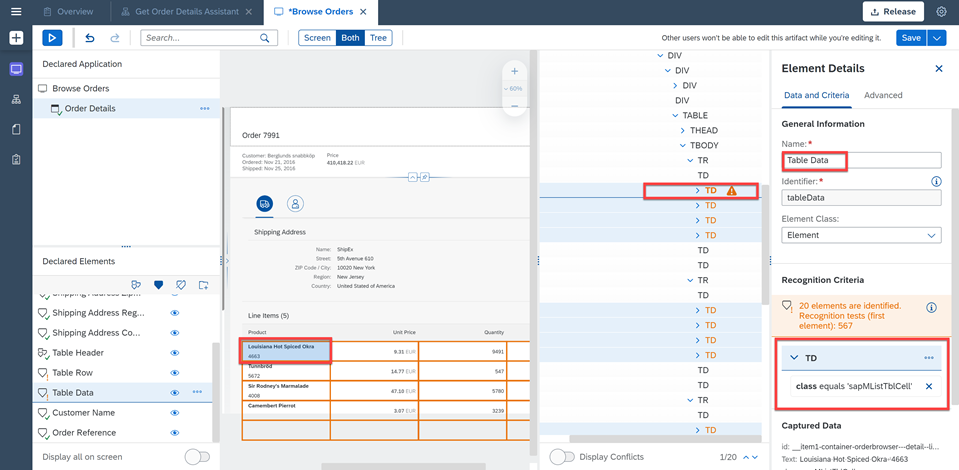 Overview
Get Order Details Assistant
*Browse Orders
Release
Search...
Screen
Both
Tree
Other users won't be able to edit this artifact while you're editing it.
Save
Declared Application
Browse Orders
Order Details
Declared Elements
Shipping Address Reg...
Shipping Address Co...
Table Header
Table Row
Table Data
Customer Name
Order Reference
Display all on screen
60%
Order 7991
Customer: Berglunds snabbköp
Ordered: Nov 21, 2016
Shipped: Nov 25, 2016
Price
410,418.22 EUR
Shipping Address
Name: ShipEx
Street: 5th Avenue 610
ZIP Code / City: 10020 New York
Region: New Jersey
Country: United Stated of America
Line Items (5)
Product Unit Price Quantity
Louisiana Hot Spiced Okra
4663
9.31 EUR 9491
Tunnbröd
5672
14.77 EUR 547
Sir Rodney's Marmalade
4008
47.10 EUR 5780
Camembert Pierrot
3.07 EUR 3239
DIV
DIV
DIV
DIV
TABLE
THEAD
TBODY
TR
TD
TD
TD
TD
TD
TD
TD
TR
TD
TD
TD
TD
TD
TD
TD
TR
TD
TD
Display Conflicts
1/20
Element Details
Data and Criteria
Advanced
General Information
Name:*
Table Data
Identifier:*
tableData
Element Class:
Element
Recognition Criteria
20 elements are identified.
Recognition tests (first
element): 567
TD
class equals 'sapMListTblCell'
Captured Data
id: __item1-container-orderbrowser---detail--li...
Text: Louisiana Hot Spiced Okra-4663